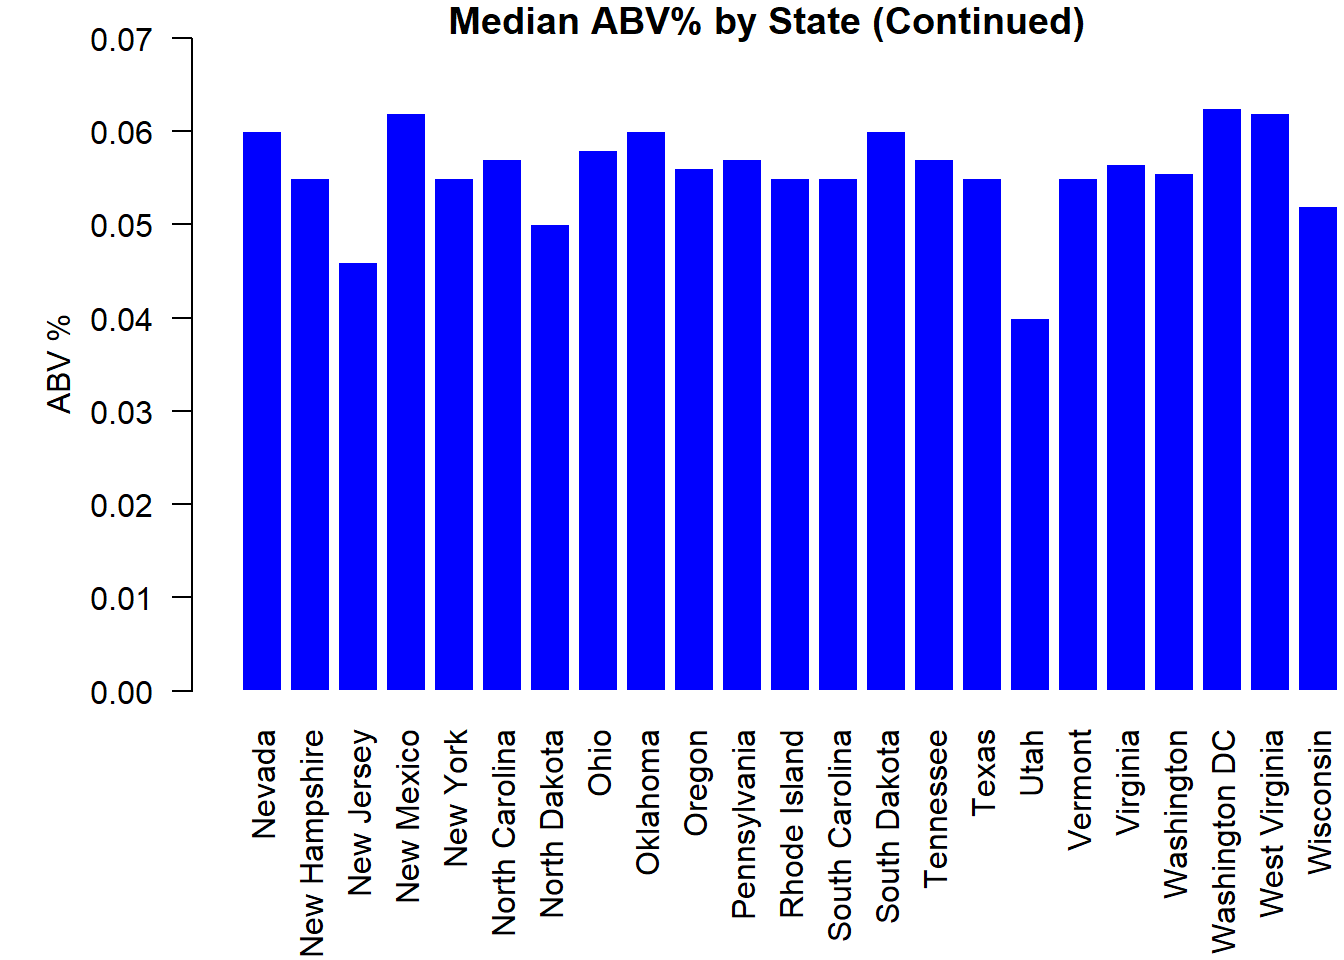 Median ABV% by State (Continued)
0.07
0.06
0.05
0.04
0.03
0.02
0.01
0.00
ABV %
Nevada
New Hampshire
New Jersey
New Mexico
New York
North Carolina
North Dakota
Ohio
Oklahoma
Oregon
Pennsylvania
Rhode Island
South Carolina
South Dakota
Tennessee
Texas
Utah
Vermont
Virginia
Washington
Washington DC
West Virginia
Wisconsin